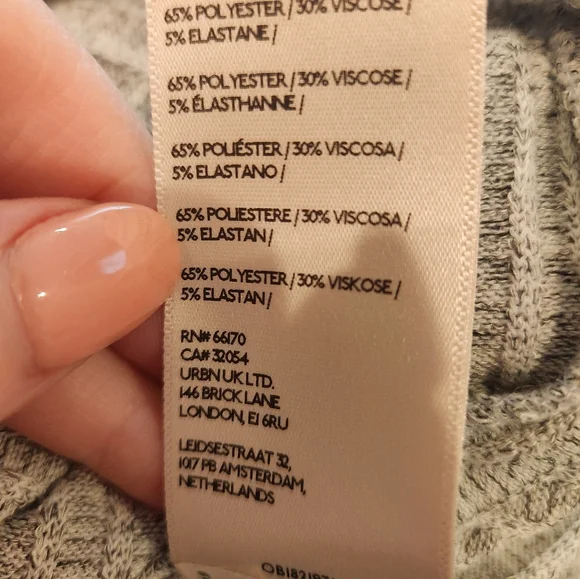 65% POLYESTER / 30% VISCOSE /
5% ELASTANE /
65% POLYESTER / 30% VISCOSE /
5% ÉLASTHANNE /
65% POLIÉSTER / 30% VISCOSA /
5% ELASTANO /
65% POLIESTERE / 30% VISCOSA /
5% ELASTAN /
65% POLYESTER / 30% VISKOSE /
5% ELASTAN /
RN# 66170
CA# 32054
URBN UK LTD.
146 BRICK LANE
LONDON, E1 6RU
LEIDSESTRAAT 32,
1017 PB AMSTERDAM,
NETHERLANDS